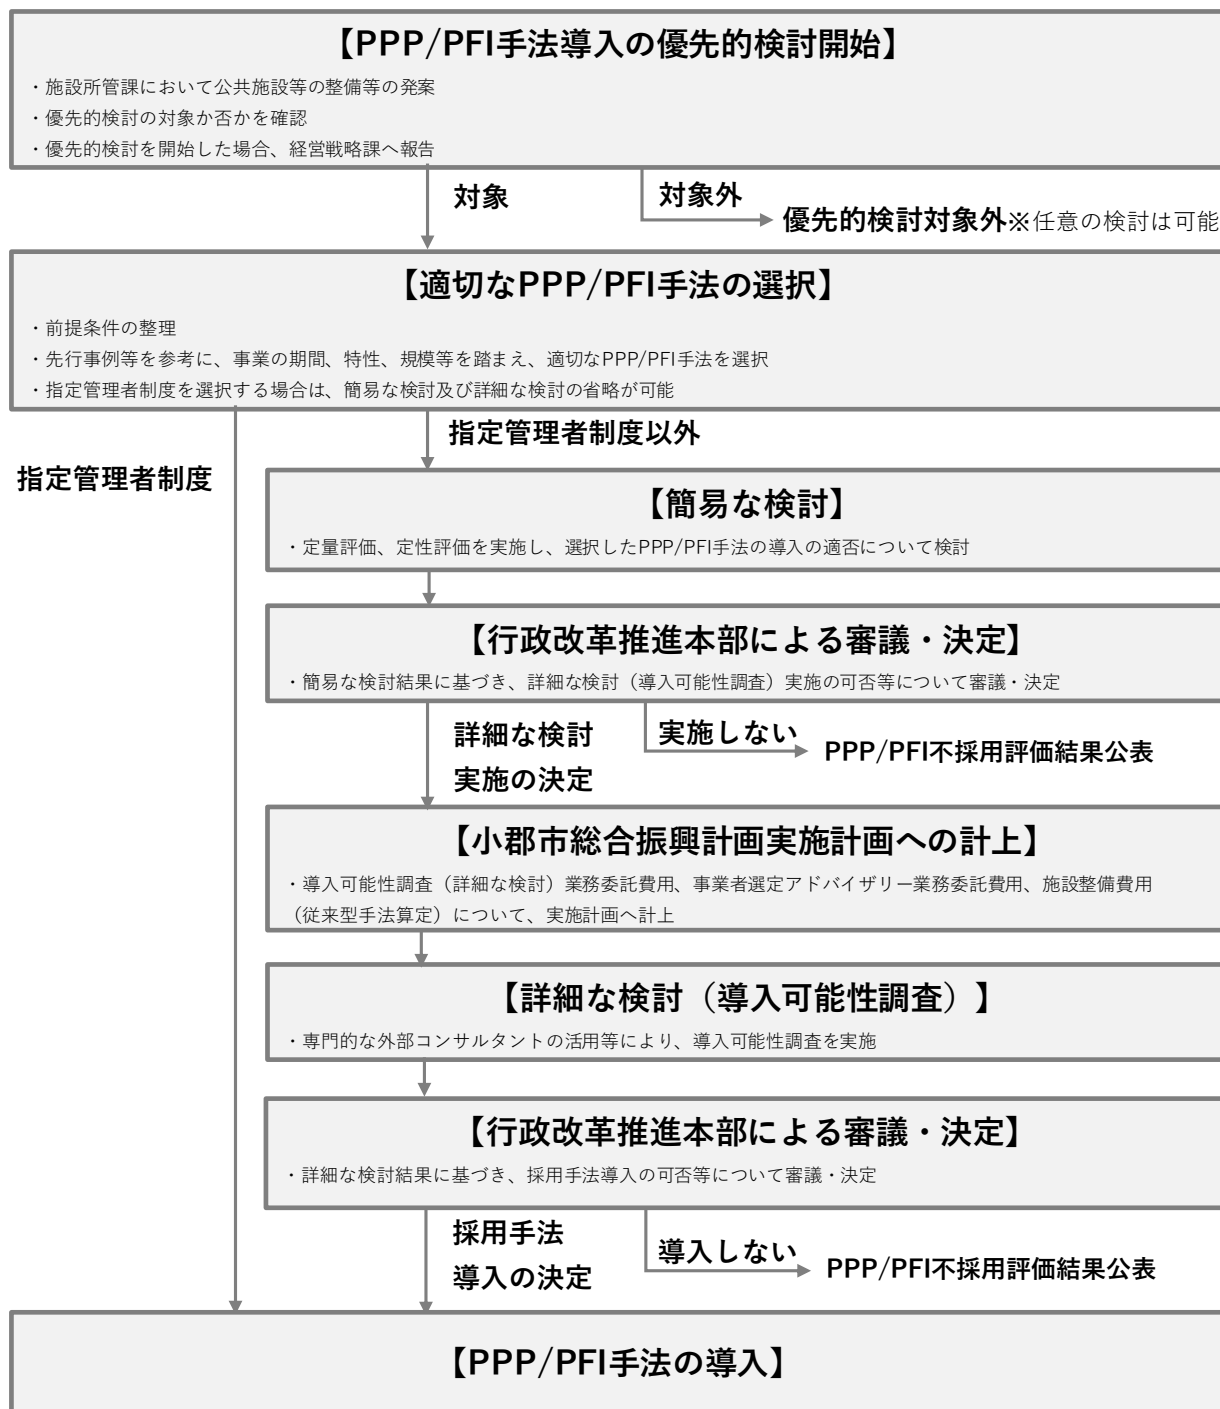 【PPP/PFI手法導入の優先的検討開始】
・施設所管課において公共施設等の整備等の発案
・優先的検討の対象か否かを確認
・優先的検討を開始した場合、経営戦略課へ報告
対象
対象外
優先的検討対象外※任意の検討は可能
【適切なPPP/PFI手法の選択】
・前提条件の整理
・先行事例等を参考に、事業の期間、特性、規模等を踏まえ、適切なPPP/PFI手法を選択
・指定管理者制度を選択する場合は、簡易な検討及び詳細な検討の省略が可能
指定管理者制度以外
指定管理者制度
【簡易な検討】
・定量評価、定性評価を実施し、選択したPPP/PFI手法の導入の適否について検討
【行政改革推進本部による審議・決定】
・簡易な検討結果に基づき、詳細な検討（導入可能性調査）実施の可否等について審議・決定
詳細な検討
実施の決定
実施しない
PPP/PFI不採用評価結果公表
【小郡市総合振興計画実施計画への計上】
・導入可能性調査（詳細な検討）業務委託費用、事業者選定アドバイザリー業務委託費用、施設整備費用
（従来型手法算定）について、実施計画へ計上
【詳細な検討（導入可能性調査）】
・専門的な外部コンサルタントの活用等により、導入可能性調査を実施
【行政改革推進本部による審議・決定】
・詳細な検討結果に基づき、採用手法導入の可否等について審議・決定
採用手法
導入の決定
導入しない
PPP/PFI不採用評価結果公表
【PPP/PFI手法の導入】